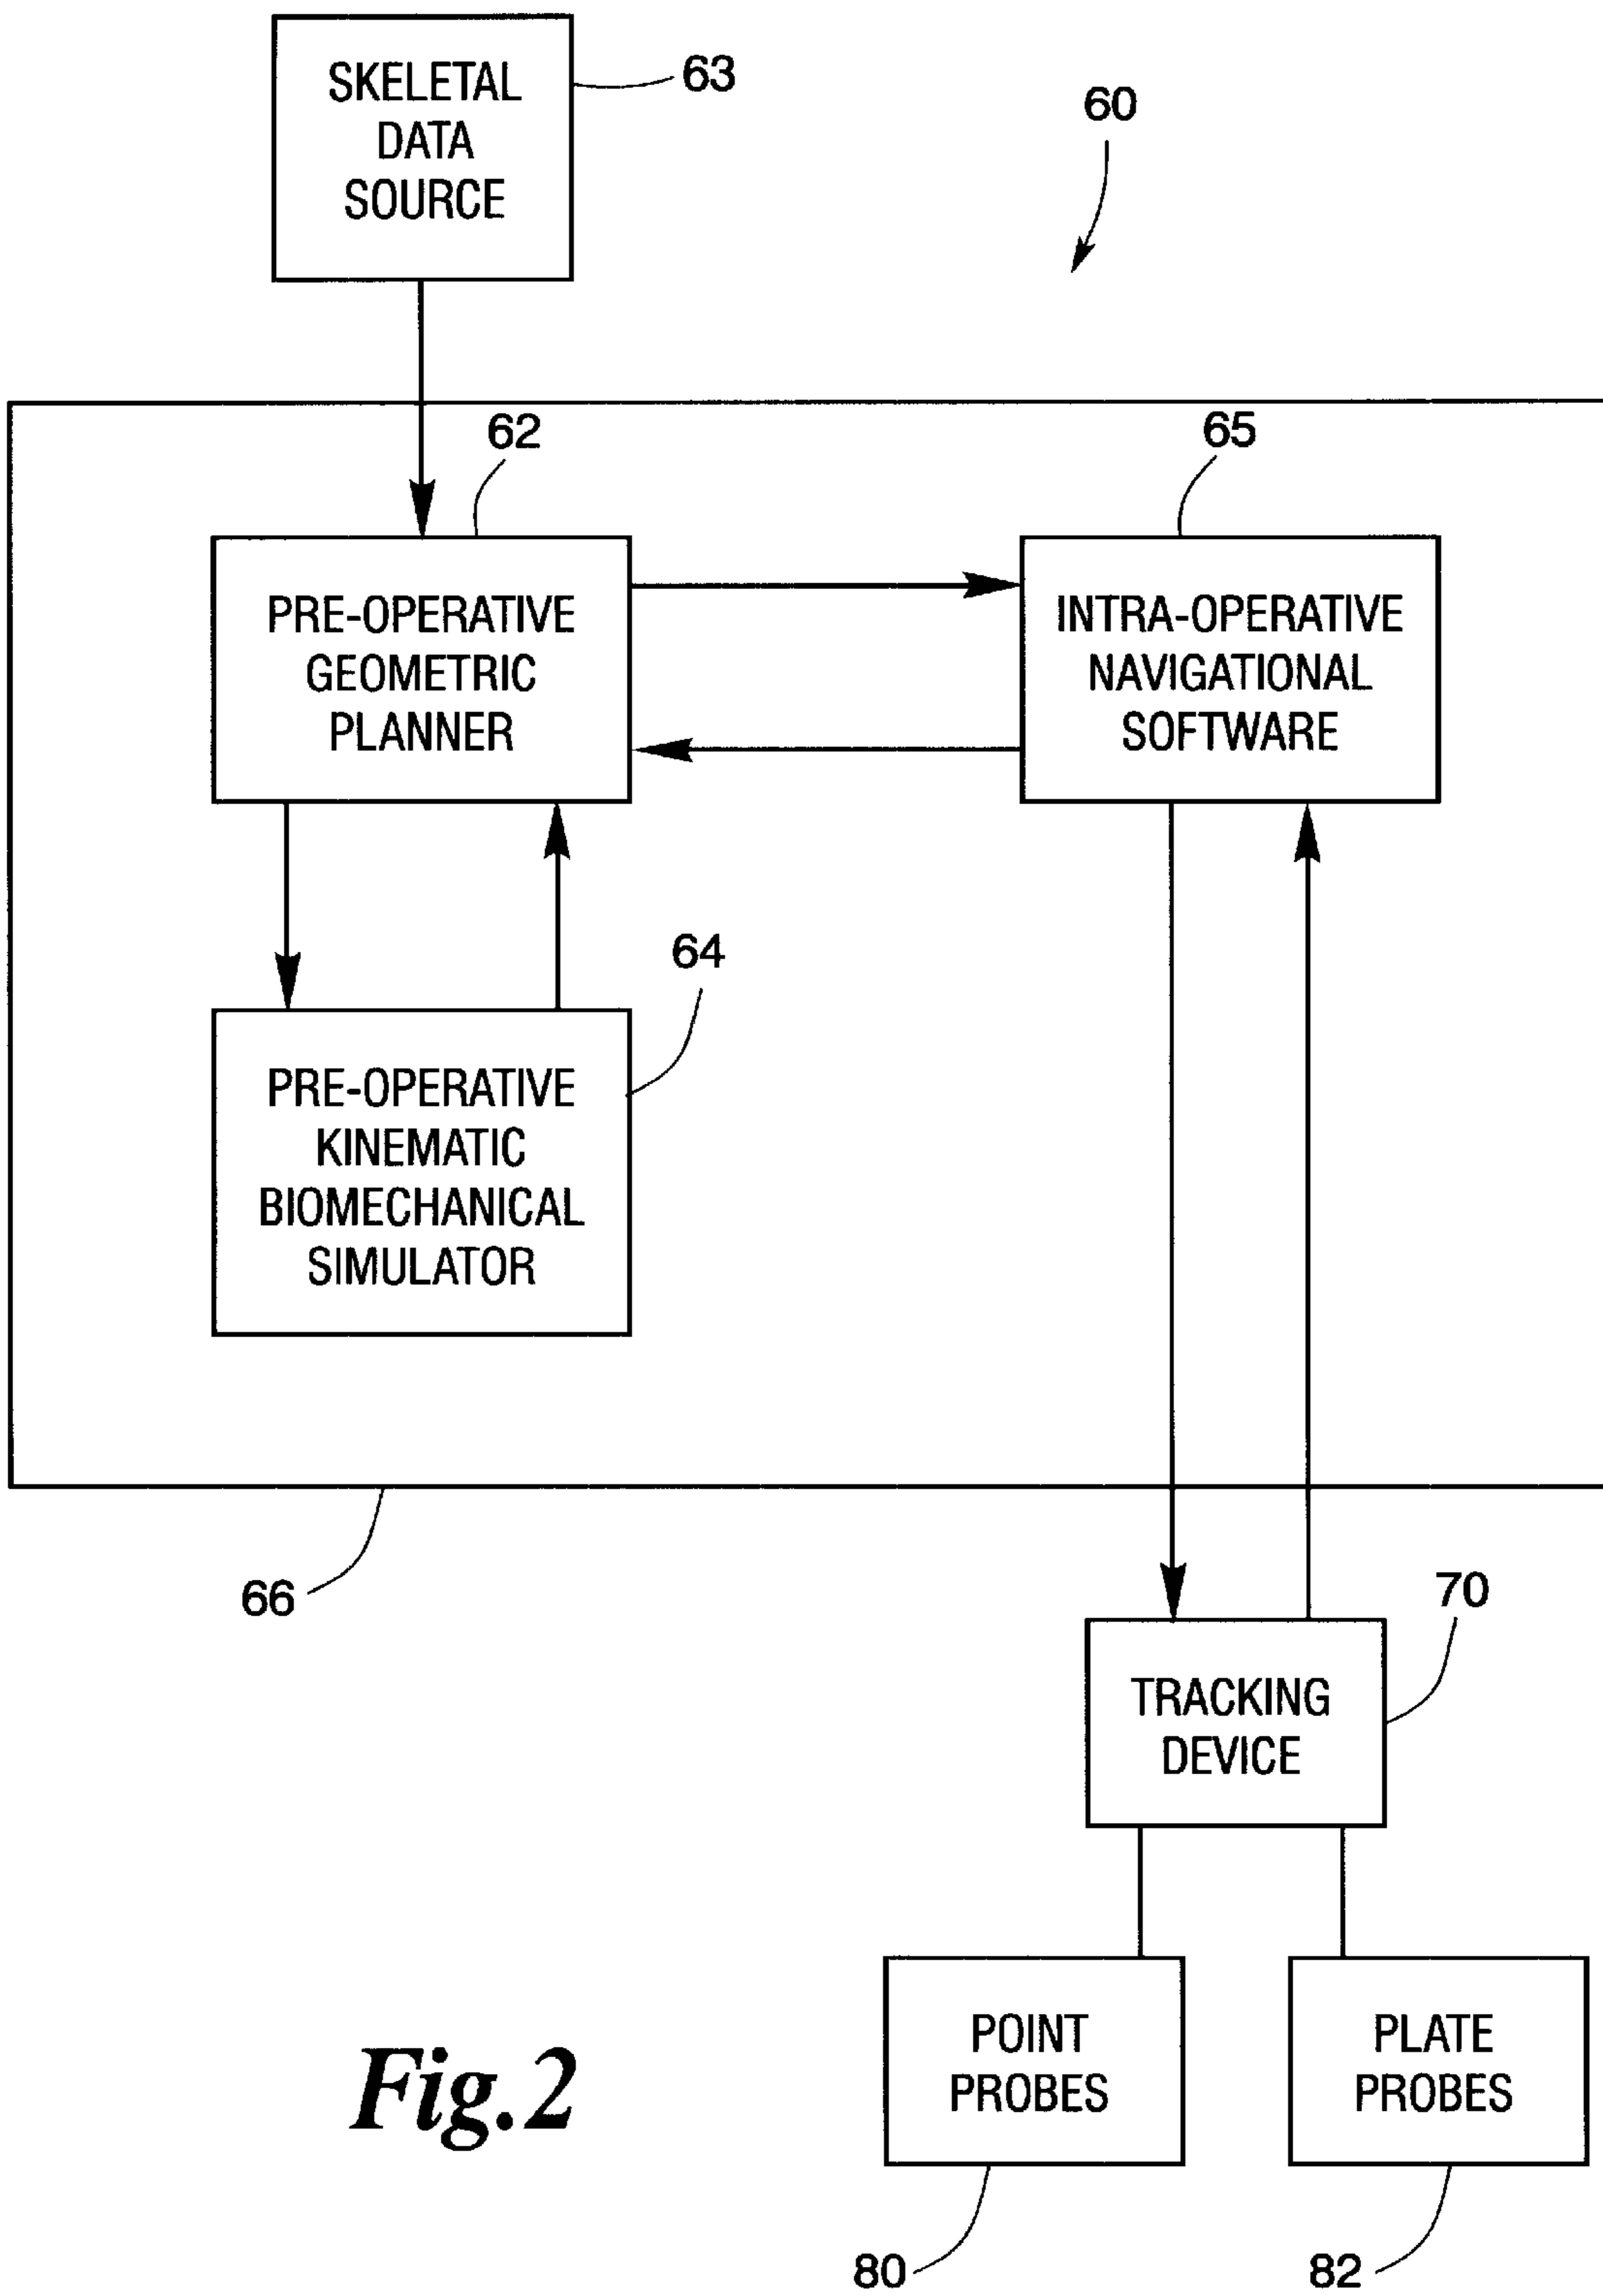 SKELETAL
DATA
SOURCE
63
60
62
65
PRE-OPERATIVE
GEOMETRIC
PLANNER
INTRA-OPERATIVE
NAVIGATIONAL
SOFTWARE
64
PRE-OPERATIVE
KINEMATIC
BIOMECHANICAL
SIMULATOR
66
70
TRACKING
DEVICE
POINT
PROBES
PLATE
PROBES
Fig.2
80
82